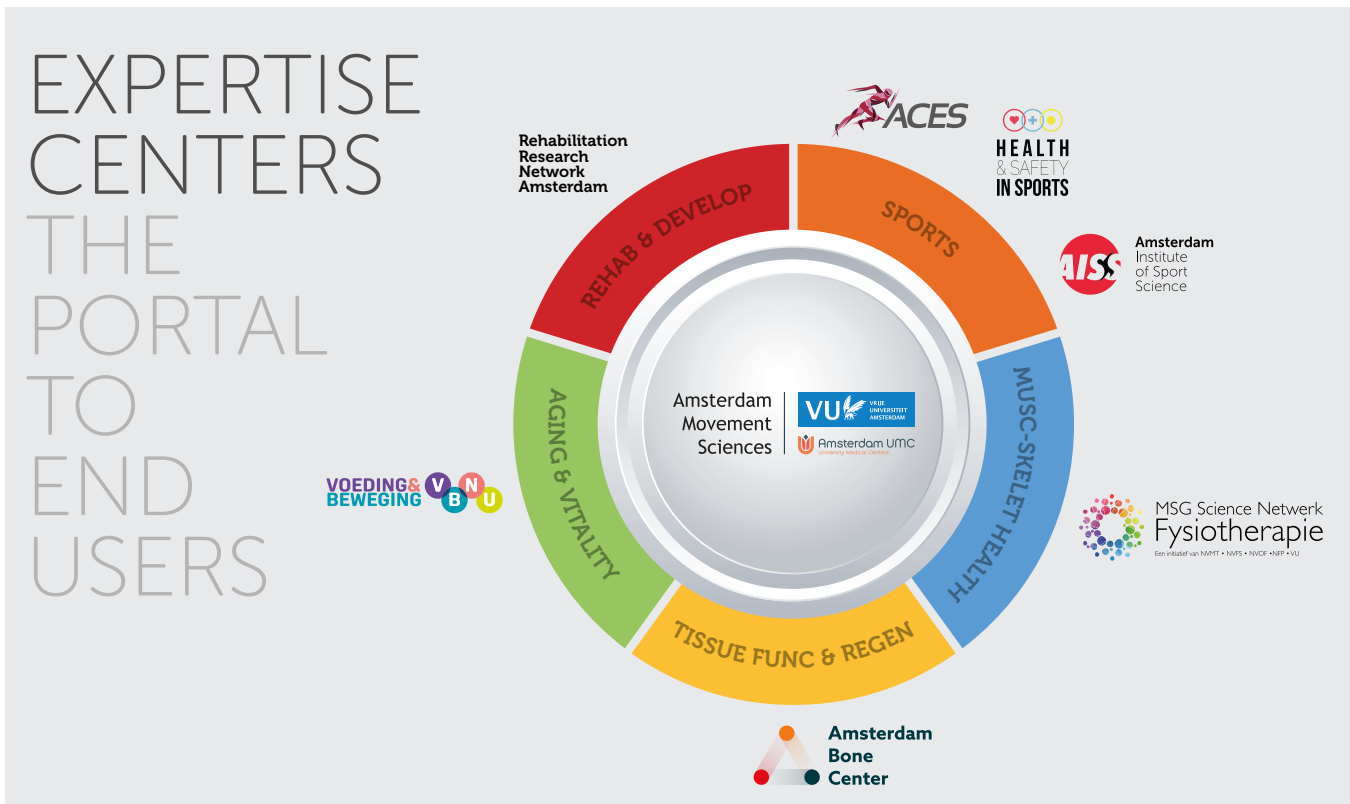 EXPERTISE
CENTERS
THE
PORTAL
TO
END
USERS
Rehabilitation
Research
Network
Amsterdam
ACES
HEALTH
& SAFETY
IN SPORTS
AISS
Amsterdam
Institute
of Sport
Science
REHAB & DEVELOP
SPORTS
MUSC-SKELET HEALTH
TISSUE FUNC & REGEN
AGING & VITALITY
Amsterdam
Movement
Sciences
VU
VRIJE
UNIVERSITEIT
AMSTERDAM
Amsterdam UMC
University Medical Centers
VOEDING&
BEWEGING
V N
B U
MSG Science Netwerk
Fysiotherapie
Een initiatief van NVMT • NVFS • NVOF •NFP • VU
Amsterdam
Bone
Center